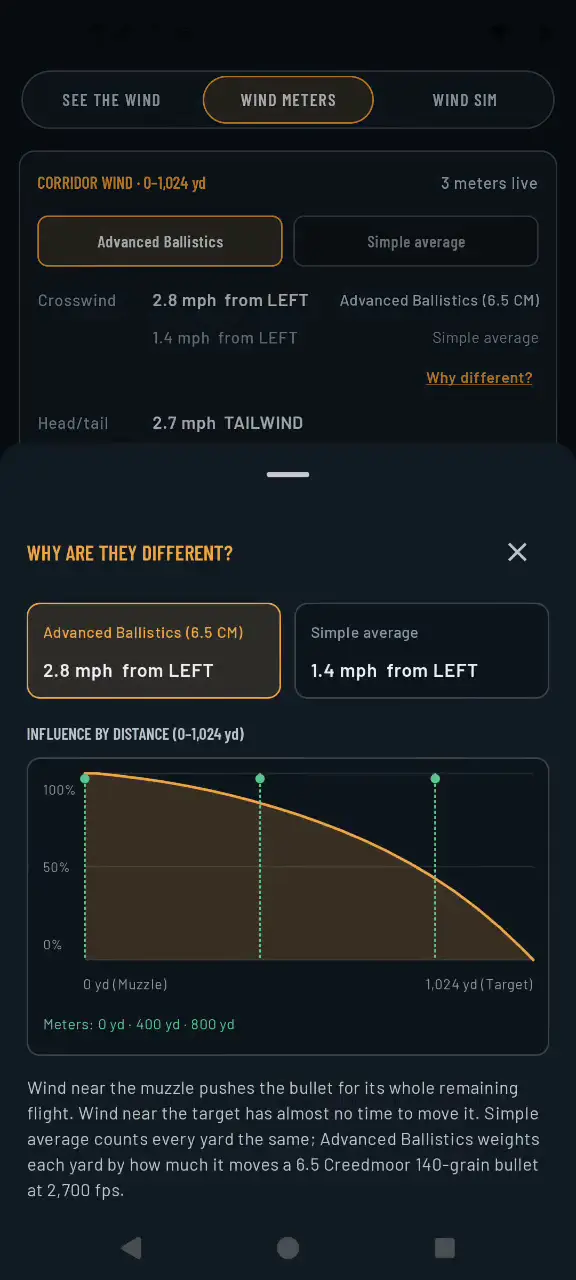 SEE THE WIND
WIND METERS
WIND SIM
CORRIDOR WIND · 0–1,024 yd
3 meters live
Advanced Ballistics
Simple average
Crosswind
2.8 mph from LEFT
Advanced Ballistics (6.5 CM)
1.4 mph from LEFT
Simple average
Why different?
Head/tail
2.7 mph TAILWIND
WHY ARE THEY DIFFERENT?
Advanced Ballistics (6.5 CM)
2.8 mph from LEFT
Simple average
1.4 mph from LEFT
INFLUENCE BY DISTANCE (0–1,024 yd)
100%
50%
0%
0 yd (Muzzle)
1,024 yd (Target)
Meters: 0 yd · 400 yd · 800 yd
Wind near the muzzle pushes the bullet for its whole remaining
flight. Wind near the target has almost no time to move it. Simple
average counts every yard the same; Advanced Ballistics weights
each yard by how much it moves a 6.5 Creedmoor 140-grain bullet
at 2,700 fps.